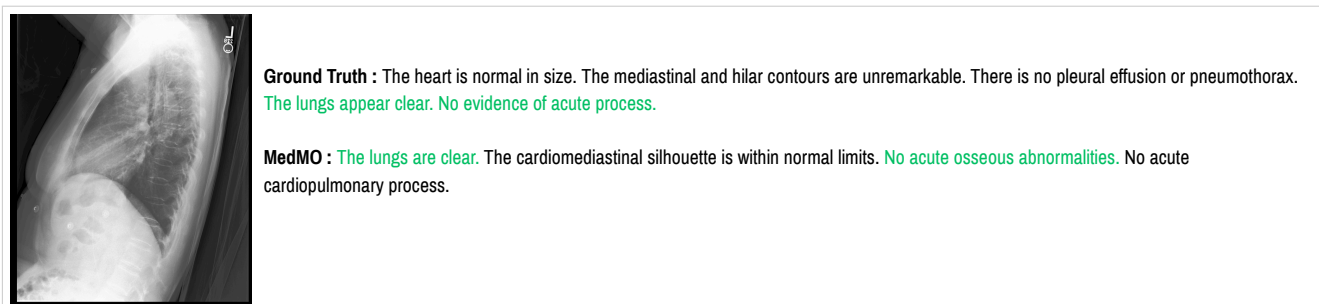 Ground Truth : The heart is normal in size. The mediastinal and hilar contours are unremarkable. There is no pleural effusion or pneumothorax.
The lungs appear clear. No evidence of acute process.
MedMO : The lungs are clear. The cardiomediastinal silhouette is within normal limits. No acute osseous abnormalities. No acute
cardiopulmonary process.